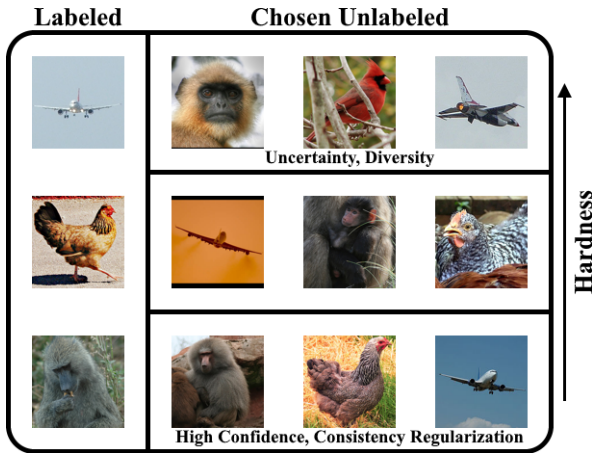 Labeled
Chosen Unlabeled
Uncertainty, Diversity
Hardness
High Confidence, Consistency Regularization